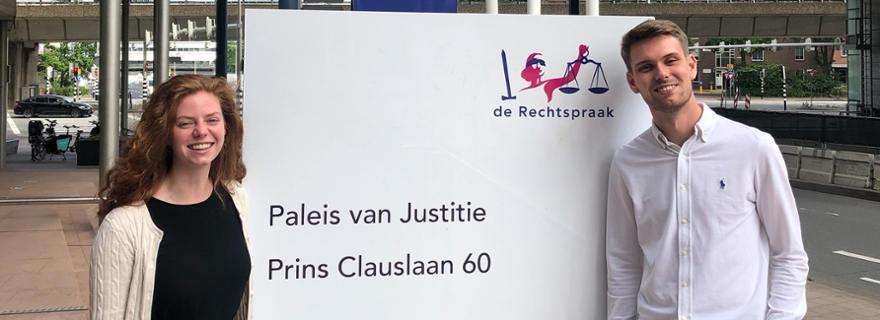 de Rechtspraak
Paleis van Justitie
Prins Clauslaan 60